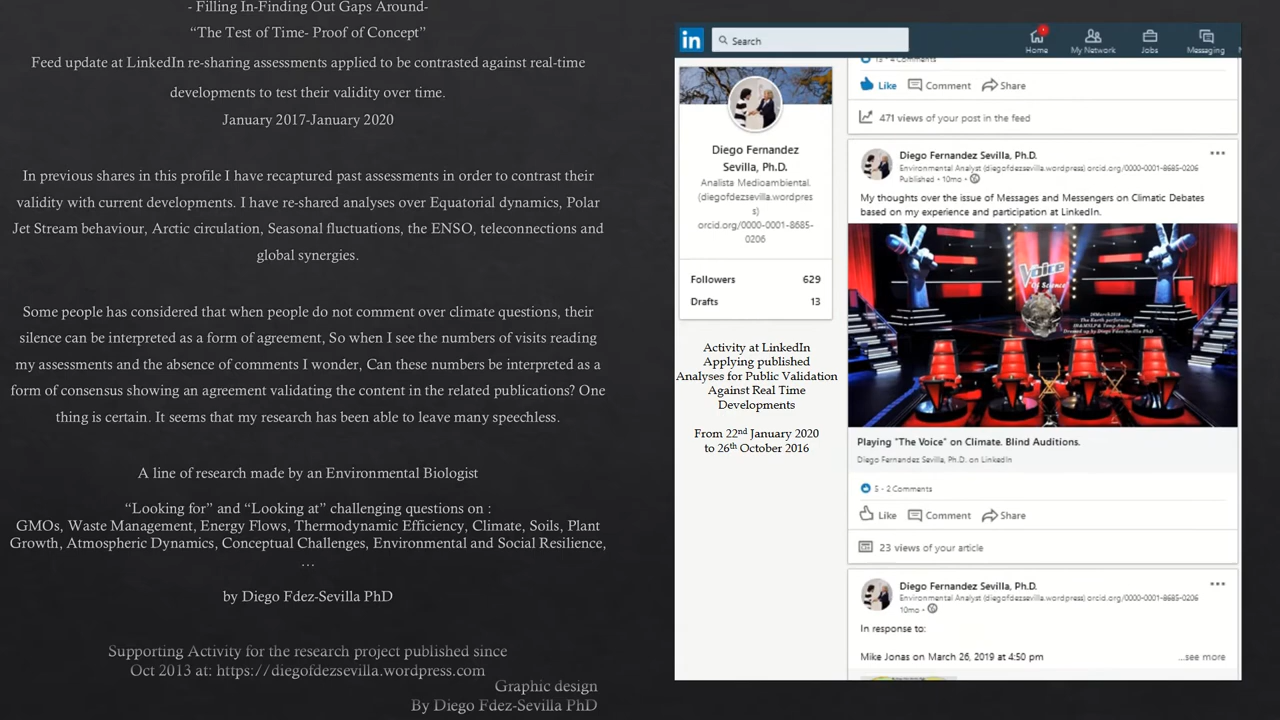 - Filling In-Finding Out Gaps Around-
“The Test of Time- Proof of Concept”
Feed update at LinkedIn re-sharing assessments applied to be contrasted against real-time
developments to test their validity over time.
January 2017-January 2020
In previous shares in this profile I have captured past assessments in order to contrast their
validity with current developments. I have re-shared analyses over Equatorial dynamics, Polar
Jet Stream behaviour, Arctic circulation, Seasonal fluctuations, the ENSO, teleconnections and
global synergies.
Some people has considered that when people do not comment over climate questions, their
silence can be interpreted as a form of agreement, So when I see the numbers of visits reading
my assessments and the absence of comments I wonder, Can these numbers be interpreted as a
form of consensus showing an agreement validating the content in the related publications? One
thing is certain. It seems that my research has been able to leave many speechless.
A line of research made by an Environmental Biologist
“Looking for” and “Looking at” challenging questions on :
GMOs, Waste Management, Energy Flows, Thermodynamic Efficiency, Climate, Soils, Plant
Growth, Atmospheric Dynamics, Conceptual Challenges, Environmental and Social Resilience,
…
by Diego Fdez-Sevilla PhD
Supporting Activity for the research project published since
Oct 2013 at: https://diegofdezsevilla.wordpress.com
Graphic design
By Diego Fdez-Sevilla PhD
in
Search
Home
My Network
Jobs
Messaging
Diego Fernandez
Sevilla, Ph.D.
Analista Medioambiental
(diegofdezsevilla.wordpres
s)
orcid.org/0000-0001-8685-
0206
Followers 629
Drafts 13
Activity at LinkedIn
Applying published
Analyses for Public Validation
Against Real Time
Developments
From 22nd January 2020
to 26th October 2016
13 · 4 Comments
Like Comment Share
471 views of your post in the feed
Diego Fernandez Sevilla, Ph.D.
Environmental Analyst (diegofdezsevilla.wordpress) orcid.org/0000-0001-8685-0206
Published • 10mo •
My thoughts over the issue of Messages and Messengers on Climatic Debates
based on my experience and participation at LinkedIn.
Voice
Of Science
The Earth performing
Playing "The Voice" on Climate. Blind Auditions.
Diego Fernandez Sevilla, Ph.D. on LinkedIn
5 · 2 Comments
Like Comment Share
23 views of your article
Diego Fernandez Sevilla, Ph.D.
Environmental Analyst (diegofdezsevilla.wordpress) orcid.org/0000-0001-8685-0206
10mo •
In response to:
Mike Jonas on March 26, 2019 at 4:50 pm
...see more